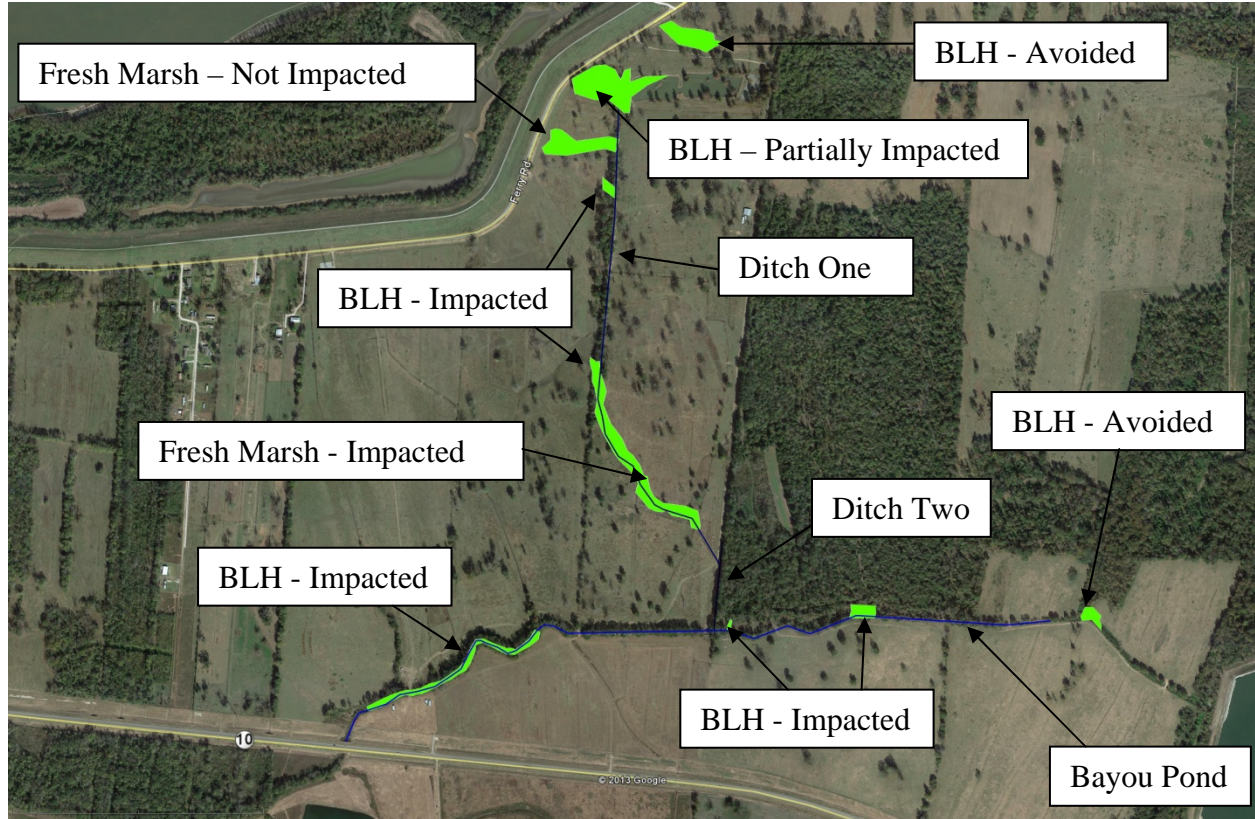 BLH - Avoided
Fresh Marsh – Not Impacted
BLH – Partially Impacted
Ferry Rd
Ditch One
BLH - Impacted
BLH - Avoided
Fresh Marsh - Impacted
Ditch Two
BLH - Impacted
BLH - Impacted
10
Bayou Pond
© 2013 Google